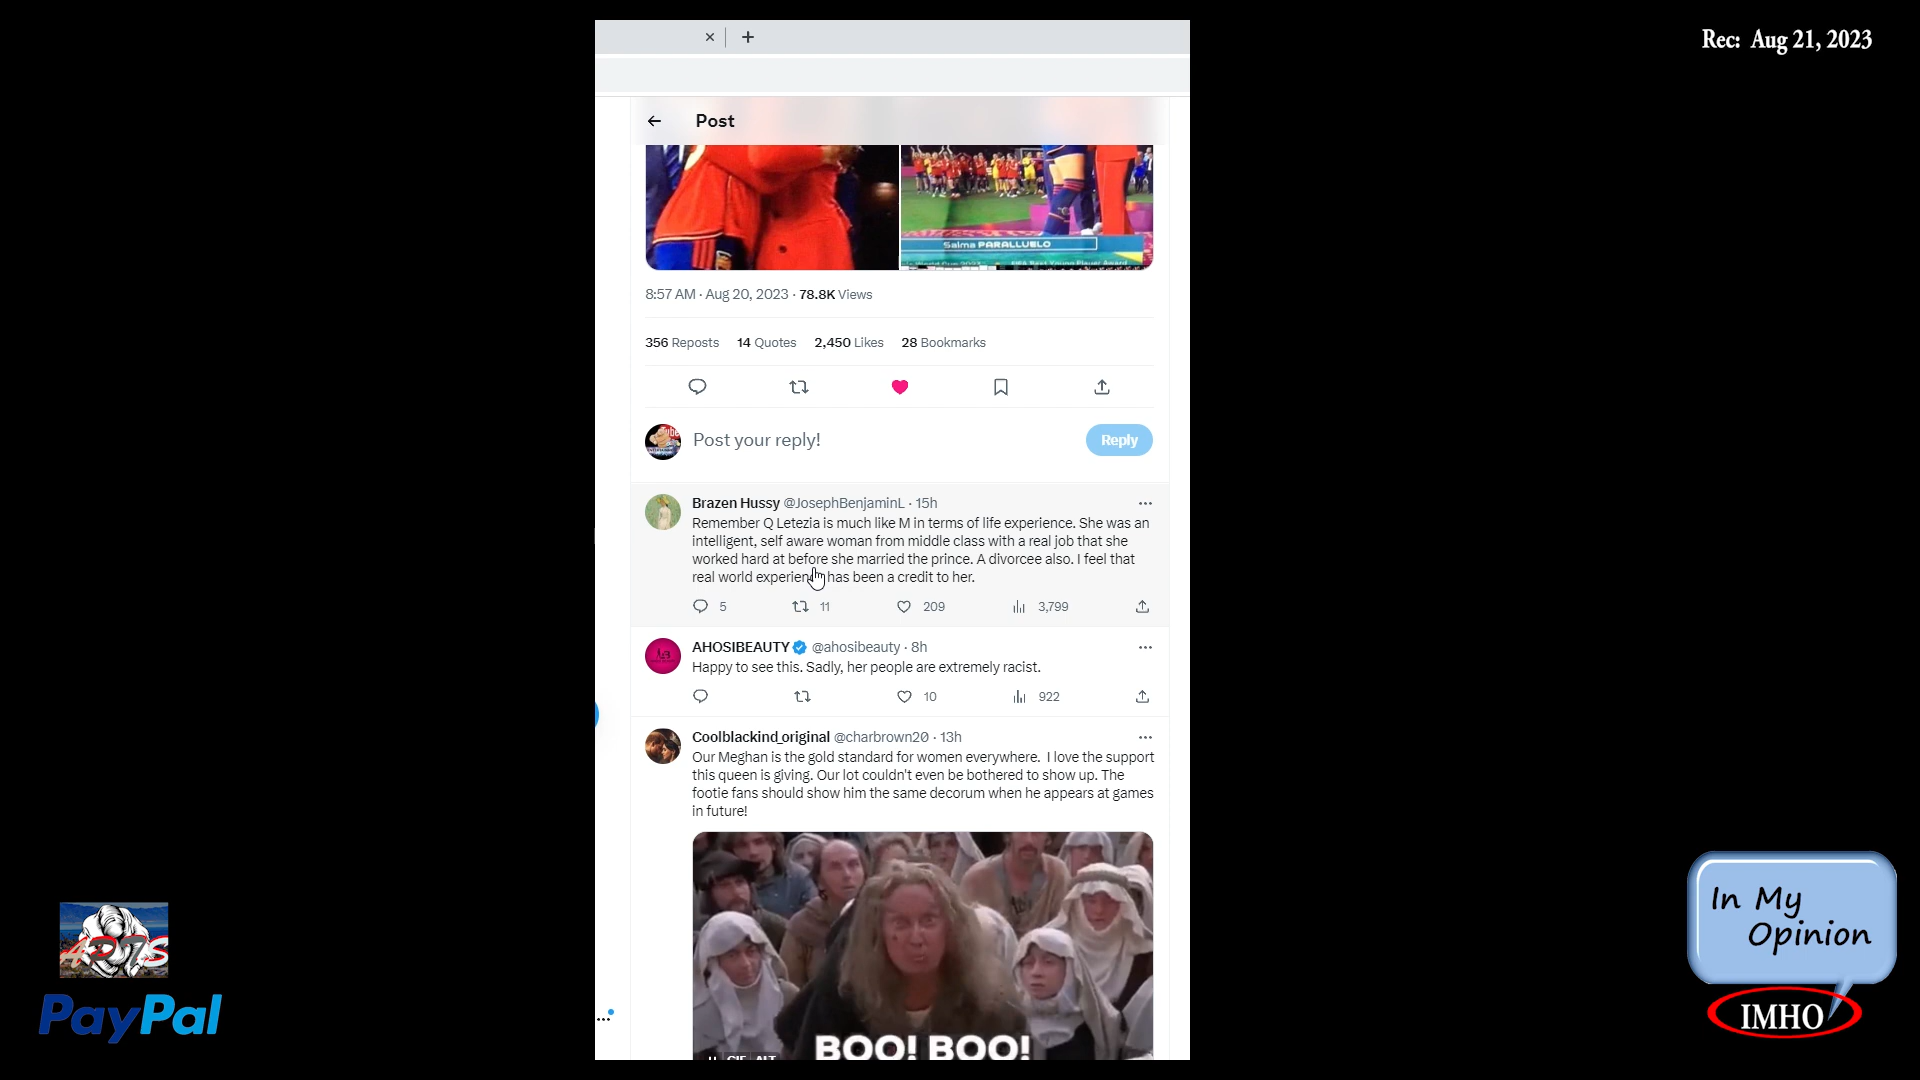 Rec: Aug 21, 2023
Post
Salma PARALLUELO
8:57 AM · Aug 20, 2023 · 78.8K Views
356 Reposts 14 Quotes 2,450 Likes 28 Bookmarks
Post your reply!
Reply
Brazen Hussy @JosephBenjaminL · 15h
Remember Q Letezia is much like M in terms of life experience. She was an
intelligent, self aware woman from middle class with a real job that she
worked hard at before she married the prince. A divorcee also. I feel that
real world experience has been a credit to her.
5 11 209 3,799
AHOSIBEAUTY @ahosibeauty · 8h
Happy to see this. Sadly, her people are extremely racist.
10 922
Coolblackind_original @charbrown20 · 13h
Our Meghan is the gold standard for women everywhere. I love the support
this queen is giving. Our lot couldn't even be bothered to show up. The
footie fans should show him the same decorum when he appears at games
in future!
BOO! BOO!
GIF ALT
PayPal
In My
Opinion
IMHO